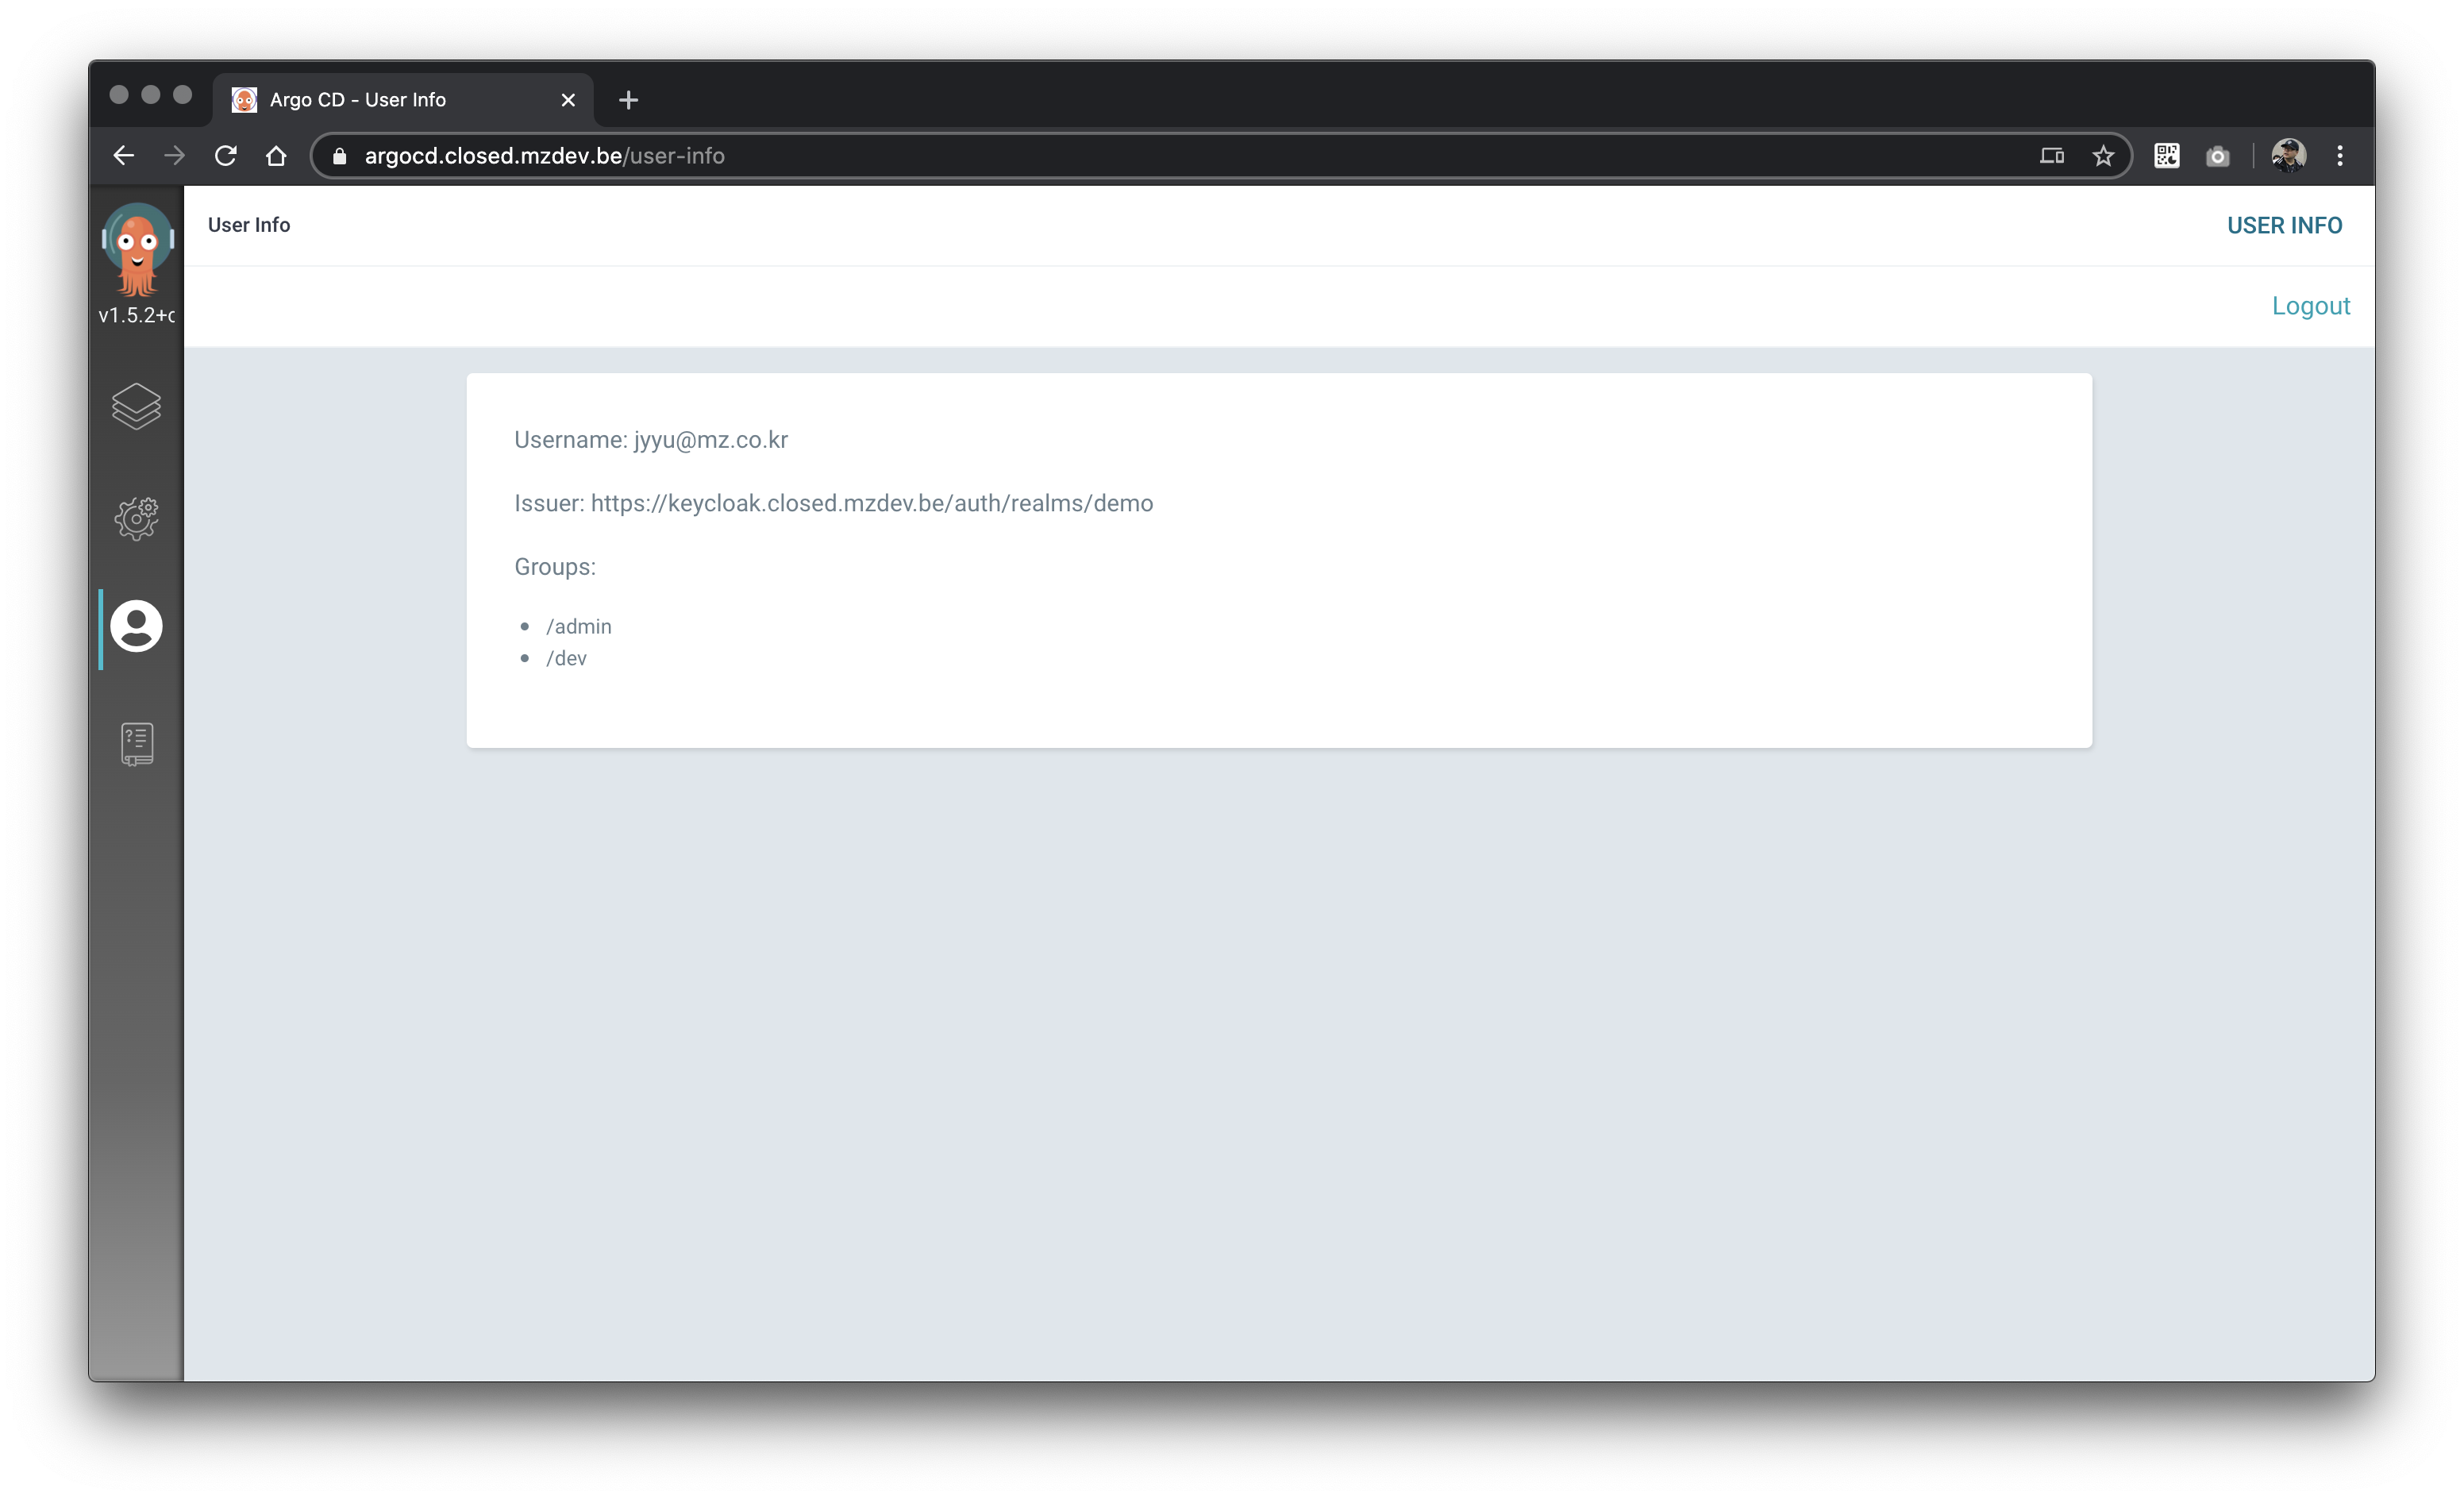 Argo CD - User Info
argocd.closed.mzdev.be/user-info
User Info
USER INFO
v1.5.2+c
Logout
Username: jyyu@mz.co.kr
Issuer: https://keycloak.closed.mzdev.be/auth/realms/demo
Groups:
/admin
/dev